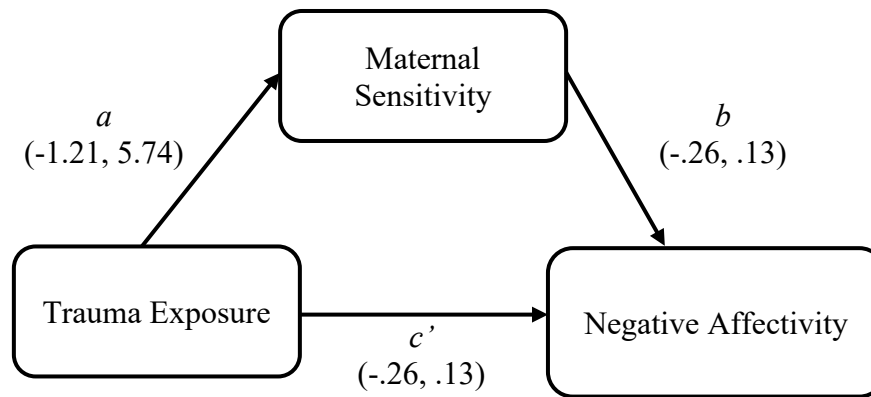 Maternal
Sensitivity
a
(-1.21, 5.74)
b
(-.26, .13)
Trauma Exposure
c’
(-.26, .13)
Negative Affectivity